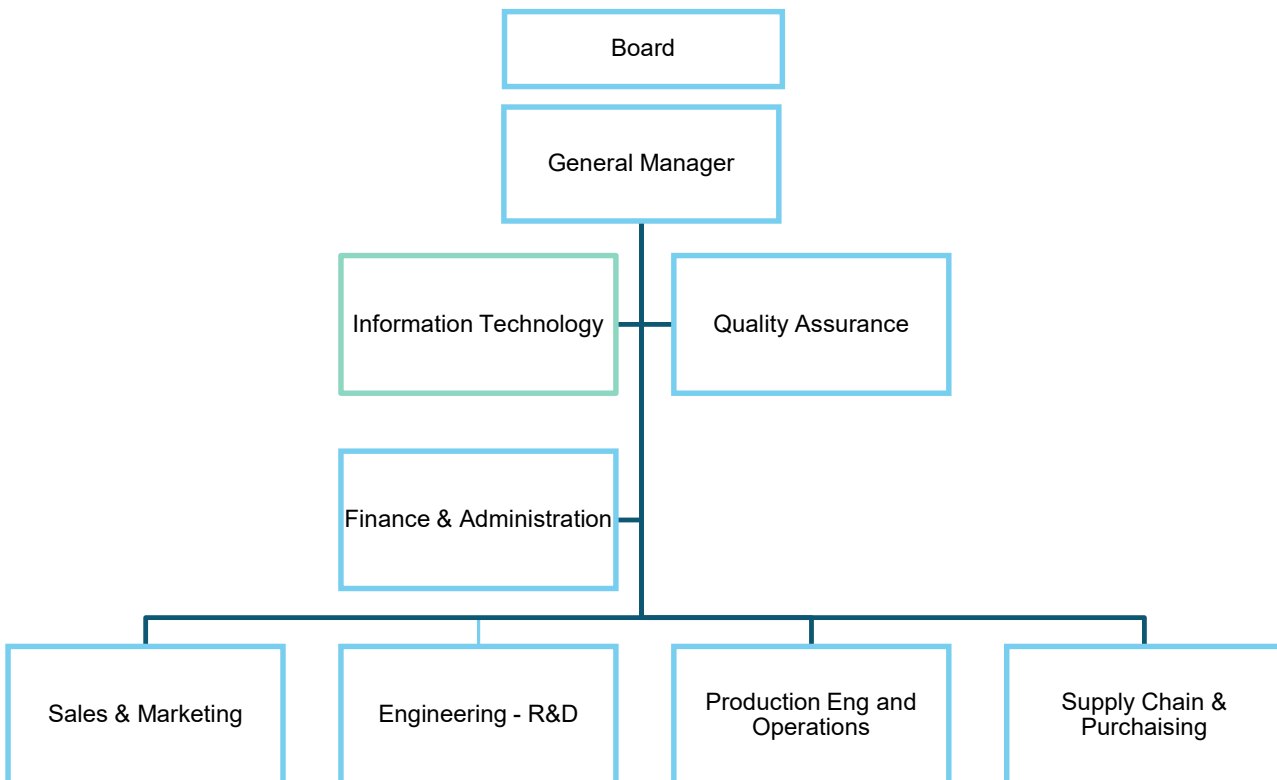 Board
General Manager
Information Technology
Quality Assurance
Finance & Administration
Sales & Marketing
Engineering - R&D
Production Eng and
Operations
Supply Chain &
Purchaising